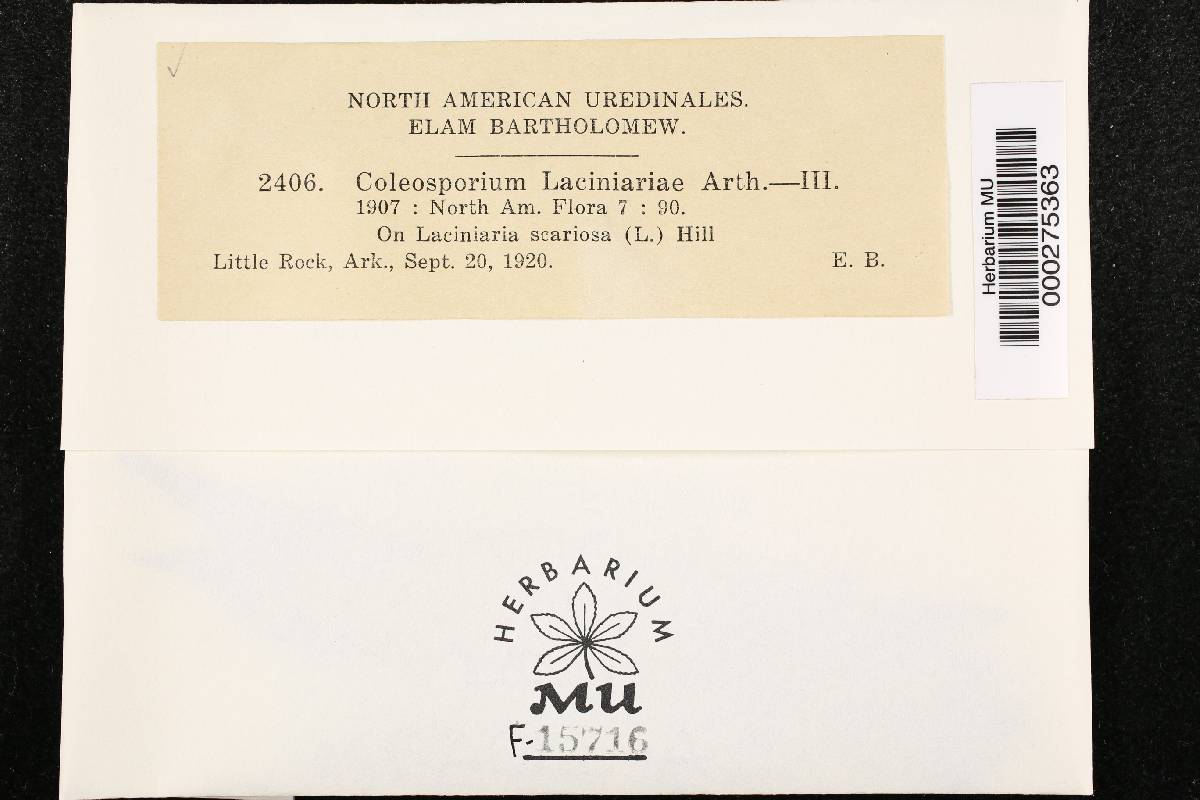 NORTH AMERICAN UREDINALES.
ELAM BARTHOLOMEW.
2406. Coleosporium Laciniariae Arth.—III.
1907 : North Am. Flora 7 : 90.
On Laciniaria scariosa (L.) Hill
Little Rock, Ark., Sept. 20, 1920. E. B.
Herbarium MU
000275363
HERBARIUM
MU
F-15716